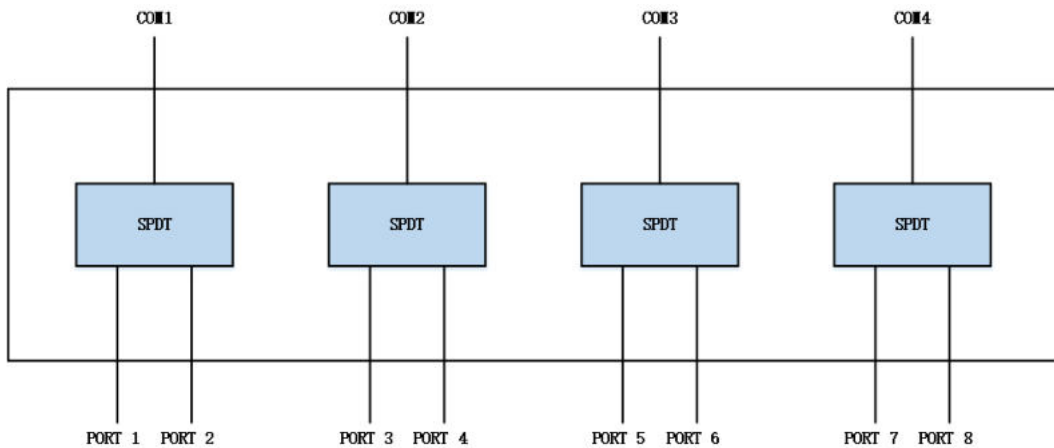 COM1 COM2 COM3 COM4
SPDT SPDT SPDT SPDT
PORT 1 PORT 2 PORT 3 PORT 4 PORT 5 PORT 6 PORT 7 PORT 8